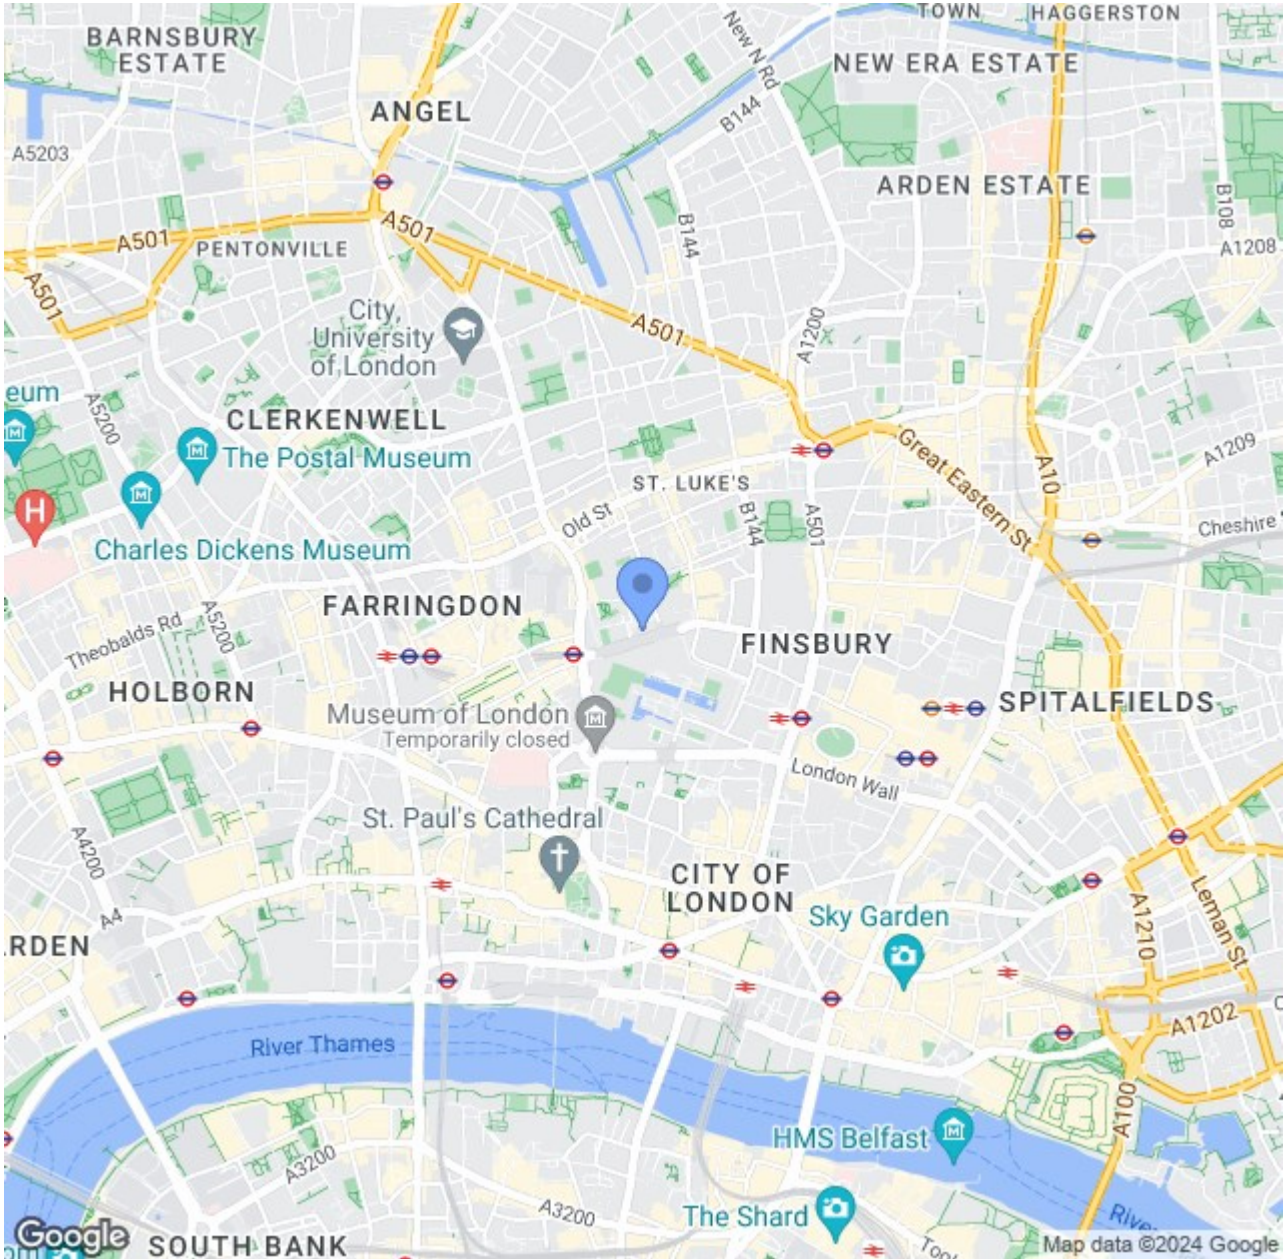 TOWN
HAGGERSTON
BARNSBURY
ESTATE
New N Rd
NEW ERA ESTATE
ANGEL
B144
A5203
ARDEN ESTATE
B108
B144
A501
A501
PENTONVILLE
A1208
A501
City,
University
of London
A501
A1200
eum
A5200
CLERKENWELL
The Postal Museum
Great Eastern St
A10
A1209
ST. LUKE'S
H
Old St
B144
A501
Cheshire
Charles Dickens Museum
FARRINGDON
A5200
Theobalds Rd
FINSBURY
HOLBORN
SPITALFIELDS
Museum of London
Temporarily closed
London Wall
St. Paul's Cathedral
A4200
CITY OF
LONDON
Leman St
A4
Sky Garden
A1210
ARDEN
A1202
River Thames
A100
HMS Belfast
A3200
A3200
The Shard
River
Google
SOUTH BANK
Tool
Map data ©2024 Google